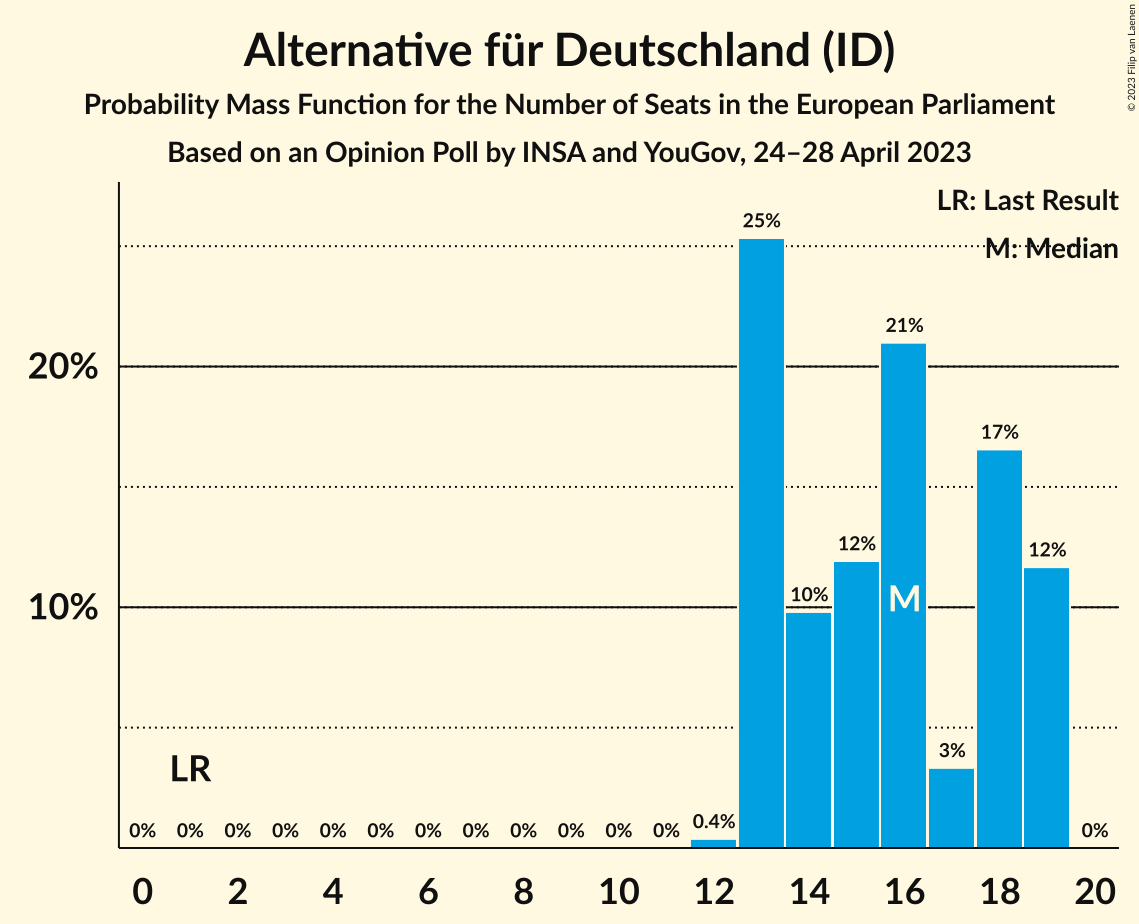 Alternative für Deutschland (ID)
Probability Mass Function for the Number of Seats in the European Parliament
Based on an Opinion Poll by INSA and YouGov, 24–28 April 2023
© 2023 Filip van Laenen
LR: Last Result
M: Median
25%
21%
20%
17%
12%
12%
10%
10%
M
3%
LR
0% 0% 0% 0% 0% 0% 0% 0% 0% 0% 0% 0% 0.4% 0%
0 2 4 6 8 10 12 14 16 18 20